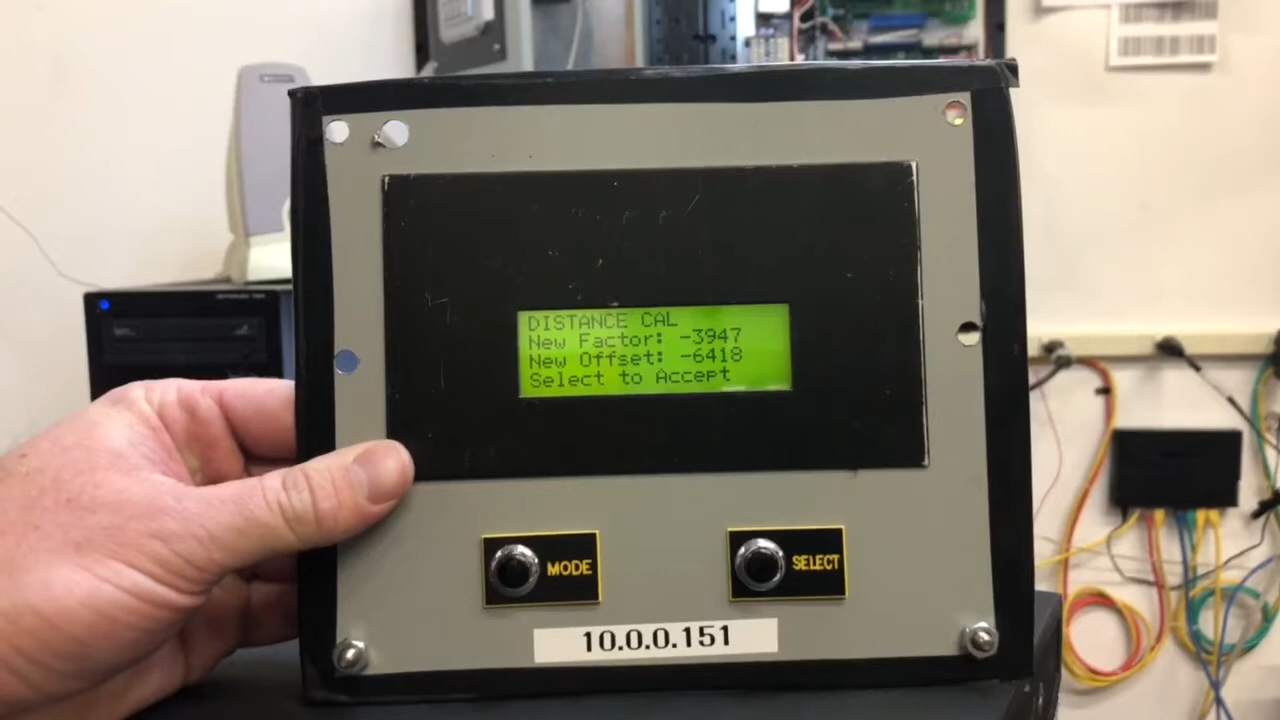 DISTANCE CAL
New Factor: -3947
New Offset: -6418
Select to Accept
MODE
SELECT
10.0.0.151